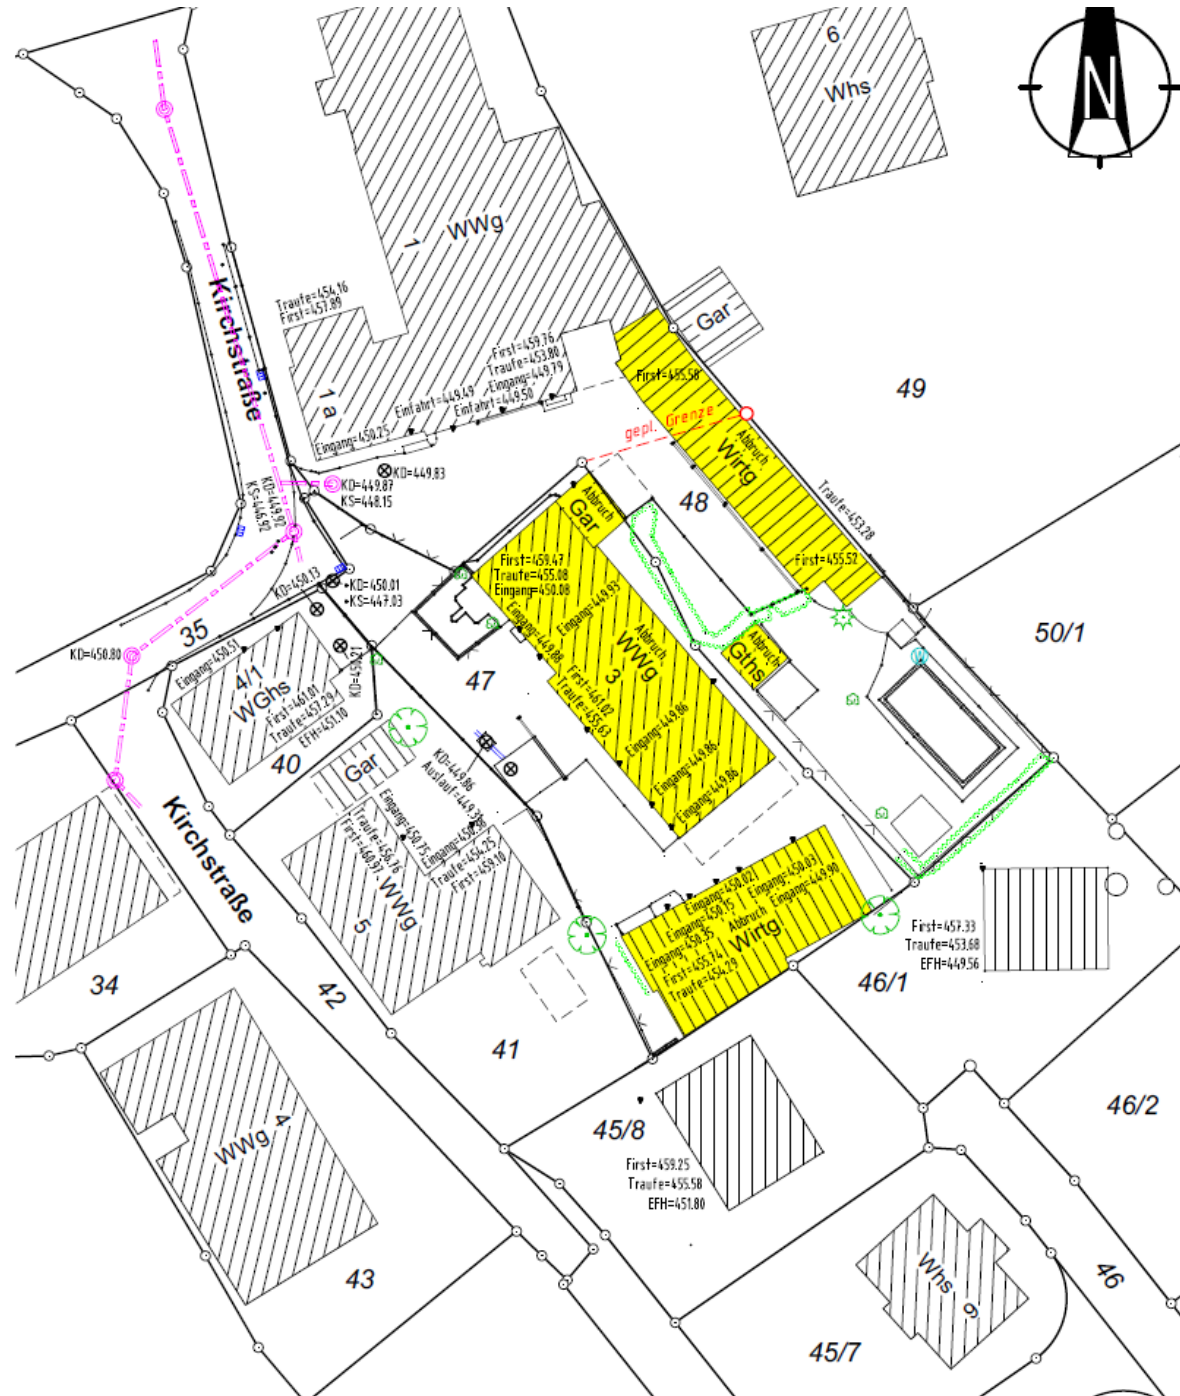 6
Whs
N
1 WWg
Traufe=454.16
First=457.89
Kirchstraße
Gar
First=459.76
Traufe=453.80
Eingang=449.79
First=455.58
49
1 a
Einfahrt=449.49
Einfahrt=449.50
Eingang=450.25
gepl. Grenze
Abbruch
Wirtg
KD=449.83
KD=449.87
KS=448.15
KD=449.92
KS=446.92
48
Abbruch
Gar
Traufe=453.28
First=459.47
Traufe=455.08
Eingang=450.08
First=455.52
KD=450.13
KD=450.01
KS=447.03
Eingang=449.93
35
KD=450.80
Eingang=450.51
4/1
WGhs
First=461.01
Traufe=457.29
EFH=451.10
KD=450.21
47
Eingang=449.88
Abbruch
WWg
3
First=461.02
Traufe=455.63
Abbruch
Gths
50/1
W
Eingang=449.86
Eingang=449.86
Eingang=449.86
40
Gar
KD=449.86
Kirchstraße
Eingang=450.75
Traufe=456.76
Traufe=454.25
First=459.10
WWg
5
Eingang=450.02
Eingang=450.03
Eingang=450.15
Abbruch
Eingang=449.90
Eingang=450.35
Wirtg
First=455.74
Traufe=454.29
First=457.33
Traufe=453.68
EFH=449.56
34
42
46/1
41
WWg 4
45/8
46/2
First=459.25
Traufe=455.58
EFH=451.80
43
Whs 9
46
45/7